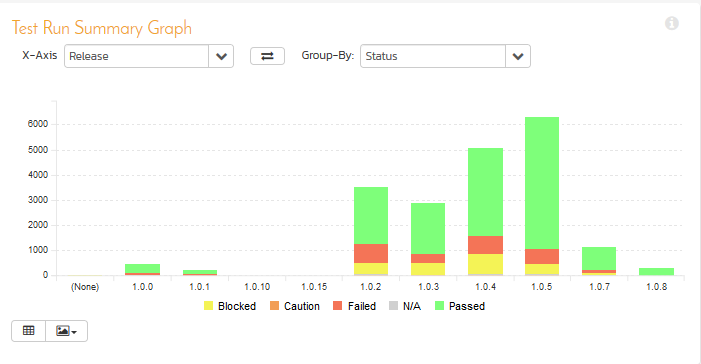 Test Run Summary Graph
X-Axis Release Group-By: Status
6000
5000
4000
3000
2000
1000
0
(None) 1.0.0 1.0.1 1.0.10 1.0.15 1.0.2 1.0.3 1.0.4 1.0.5 1.0.7 1.0.8
Blocked Caution Failed N/A Passed